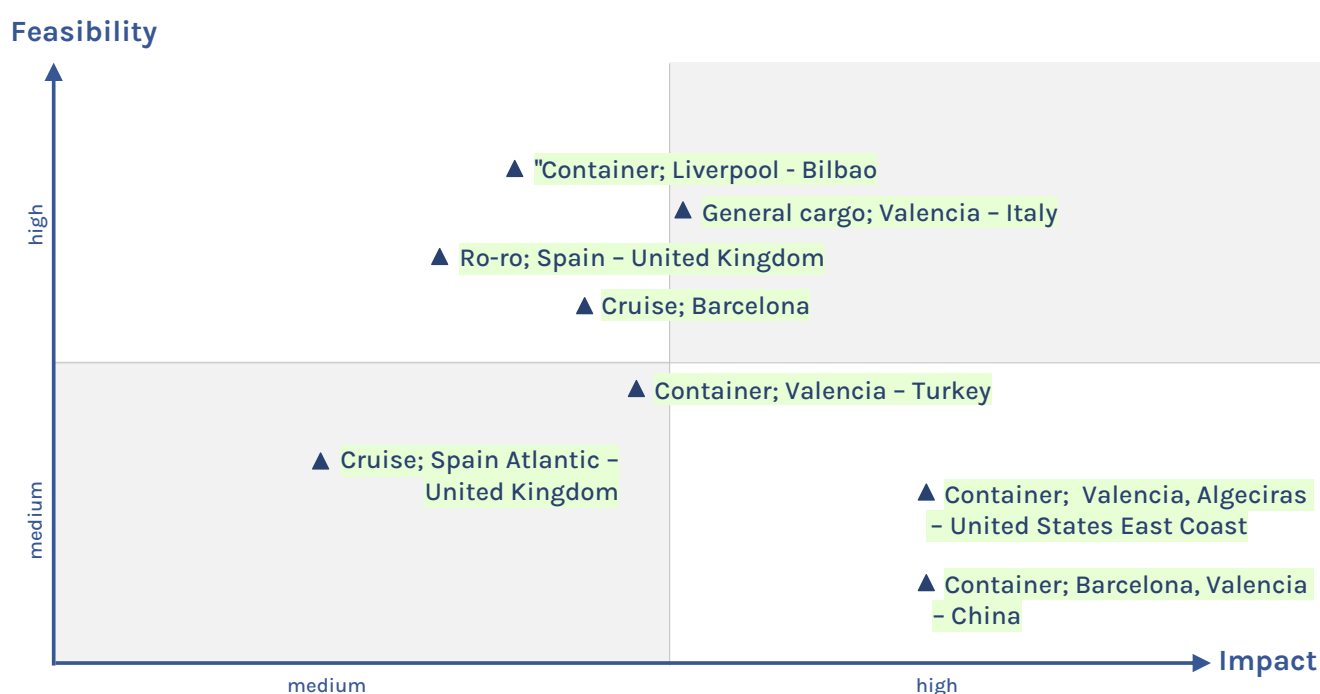 Feasibility
"Container; Liverpool - Bilbao
General cargo; Valencia – Italy
high
Ro-ro; Spain – United Kingdom
Cruise; Barcelona
Container; Valencia – Turkey
Cruise; Spain Atlantic –
United Kingdom
medium
Container;  Valencia, Algeciras
– United States East Coast
Container; Barcelona, Valencia
– China
Impact
medium
high